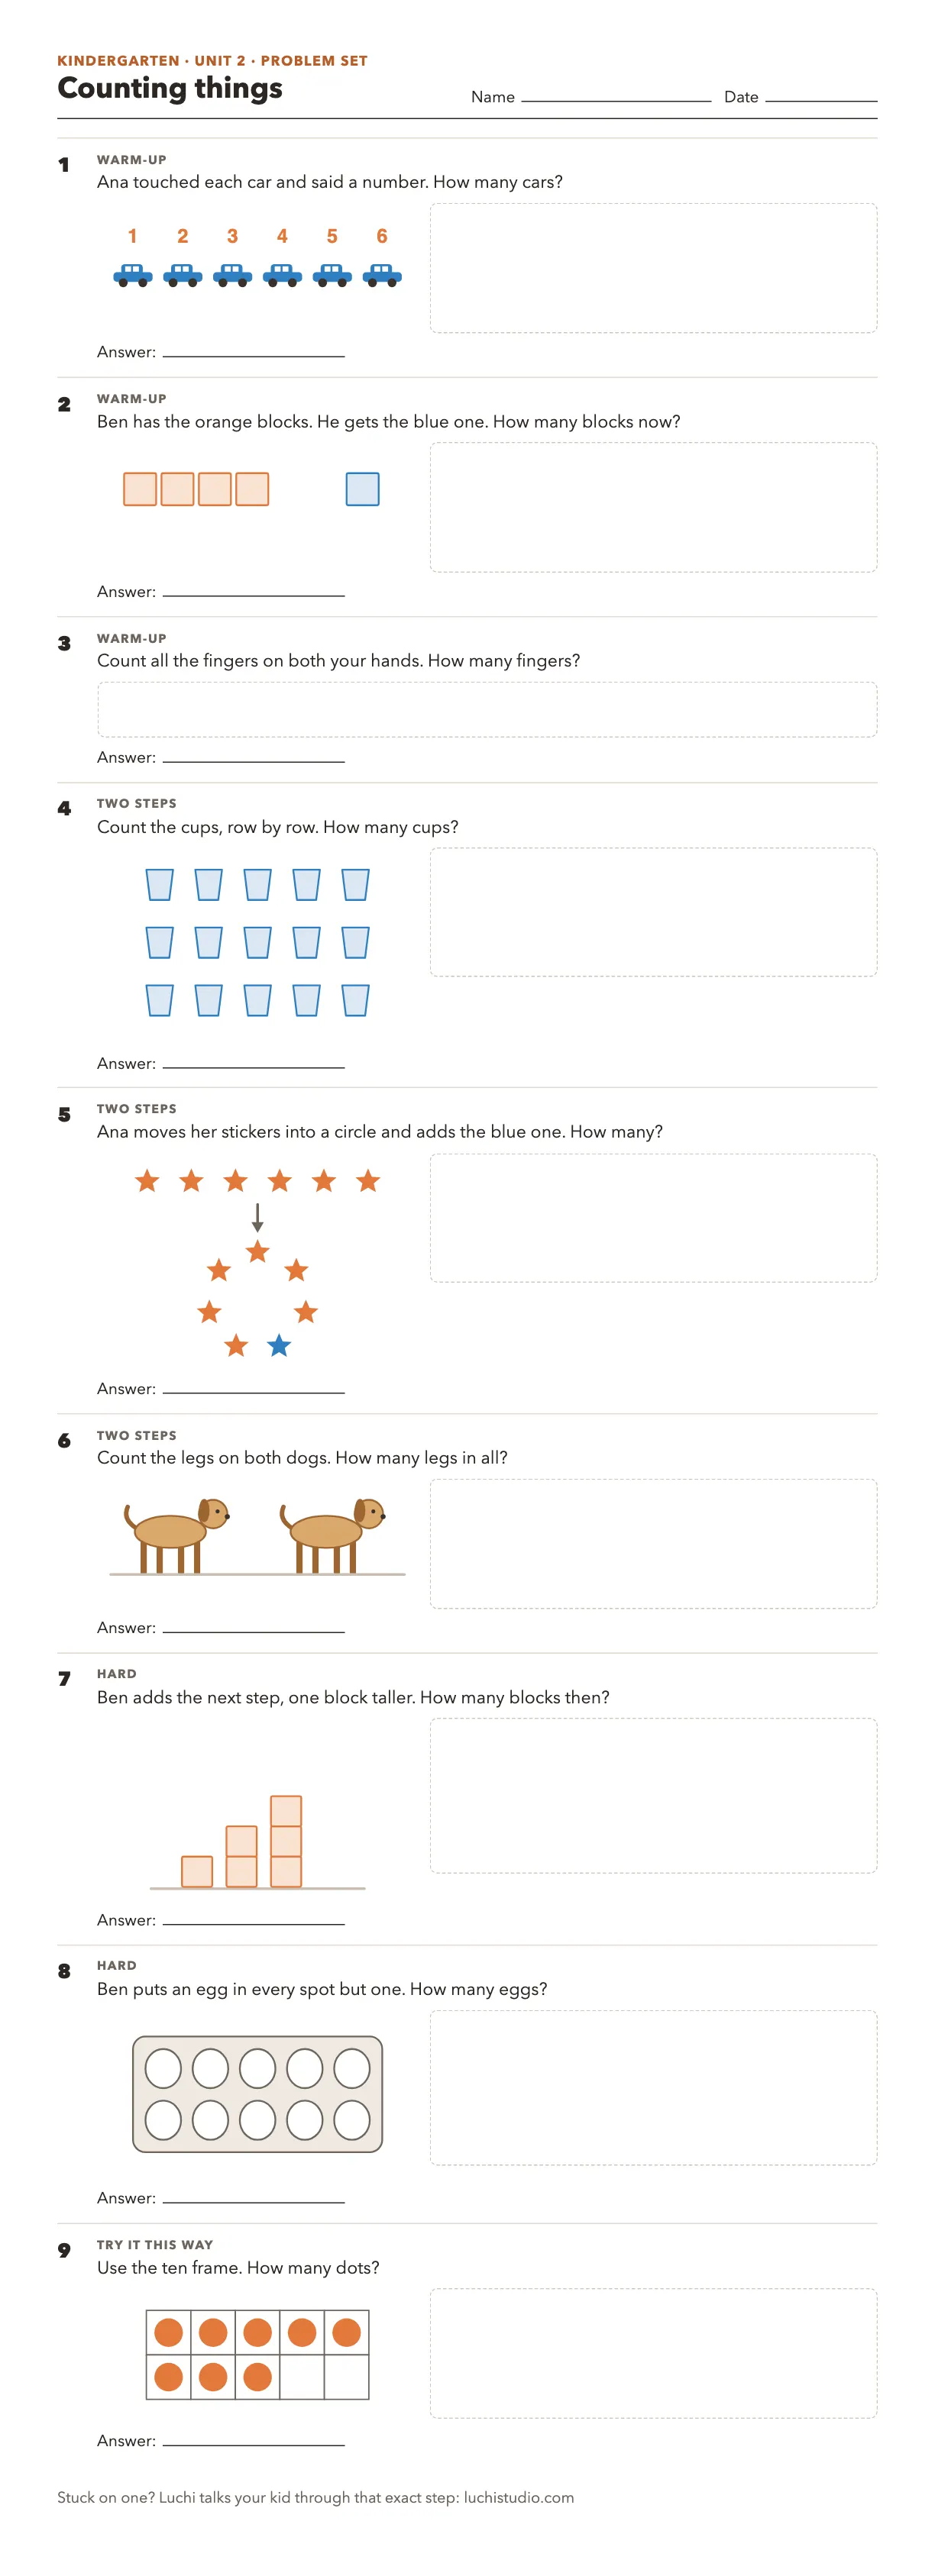 KINDERGARTEN · UNIT 2 · PROBLEM SET
Counting things
Name
Date
1
WARM-UP
Ana touched each car and said a number. How many cars?
1 2 3 4 5 6
Answer:
2
WARM-UP
Ben has the orange blocks. He gets the blue one. How many blocks now?
Answer:
3
WARM-UP
Count all the fingers on both your hands. How many fingers?
Answer:
4
TWO STEPS
Count the cups, row by row. How many cups?
Answer:
5
TWO STEPS
Ana moves her stickers into a circle and adds the blue one. How many?
Answer:
6
TWO STEPS
Count the legs on both dogs. How many legs in all?
Answer:
7
HARD
Ben adds the next step, one block taller. How many blocks then?
Answer:
8
HARD
Ben puts an egg in every spot but one. How many eggs?
Answer:
9
TRY IT THIS WAY
Use the ten frame. How many dots?
Answer:
Stuck on one? Luchi talks your kid through that exact step: luchistudio.com